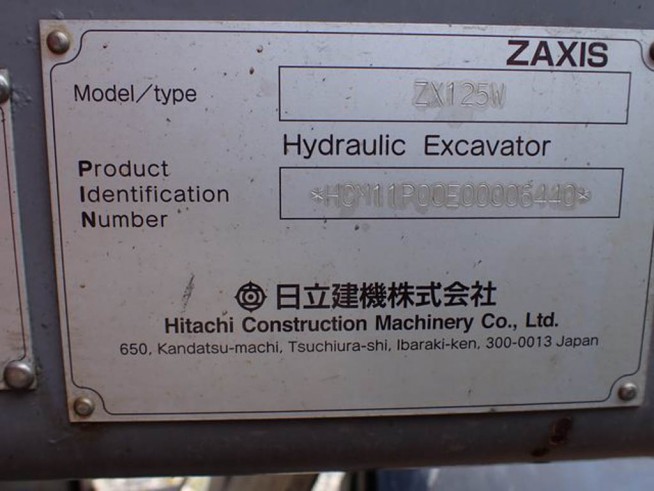 ZAXIS
Model/type ZX125W
Hydraulic Excavator
Product
Identification
Number
日立建機株式会社
Hitachi Construction Machinery Co., Ltd.
650, Kandatsu-machi, Tsuchiura-shi, Ibaraki-ken, 300-0013 Japan